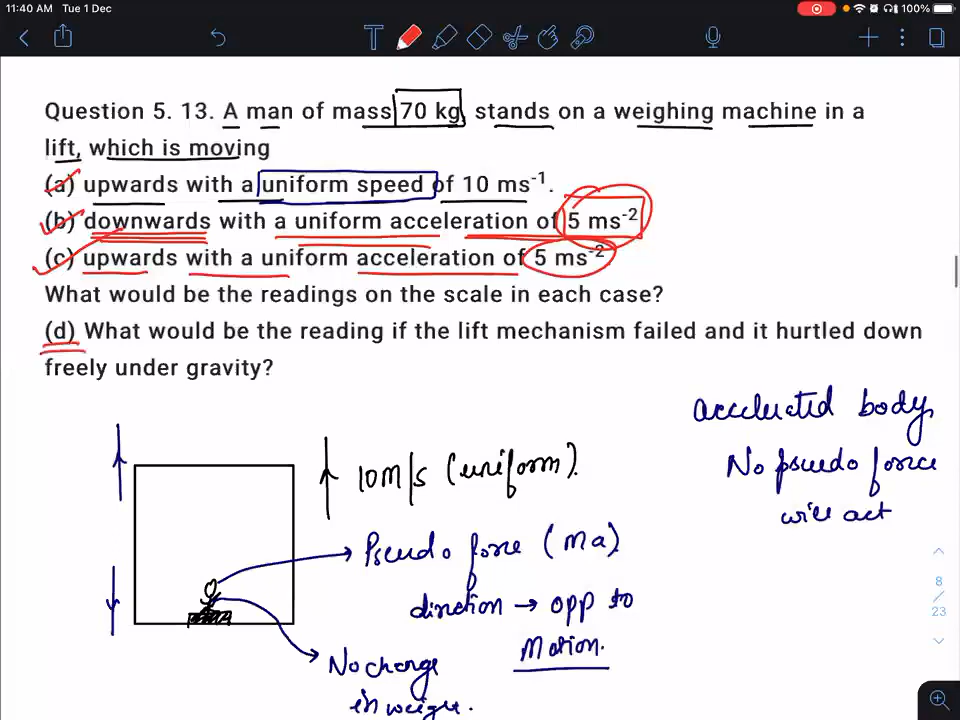 11:40 AM Tue 1 Dec
100%
Question 5. 13. A man of mass 70 kg, stands on a weighing machine in a
lift, which is moving
(a) upwards with a uniform speed of 10 ms-1.
(b) downwards with a uniform acceleration of 5 ms-2
(c) upwards with a uniform acceleration of 5 ms-2
What would be the readings on the scale in each case?
(d) What would be the reading if the lift mechanism failed and it hurtled down
freely under gravity?
accelerated body,
No pseudo force
will act
10 M/s (uniform).
Pseudo force (Ma)
direction → opp to
Motion.
No change
in weight.
8
/
23